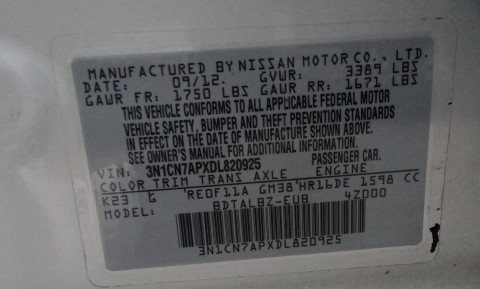 MANUFACTURED BY NISSAN MOTOR CO., LTD.
DATE: 09/12 GVWR: 3389 LBS
GAWR FR: 1750 LBS GAWR RR: 1671 LBS
THIS VEHICLE CONFORMS TO ALL APPLICABLE FEDERAL MOTOR
VEHICLE SAFETY, BUMPER AND THEFT PREVENTION STANDARDS
IN EFFECT ON THE DATE OF MANUFACTURE SHOWN ABOVE.
SEE OWNER'S MANUAL FOR ADDITIONAL INFORMATION.
VIN: 3N1CN7APXDL820925 PASSENGER CAR
COLOR TRIM TRANS AXLE ENGINE
K23 G RE0F11A GM38 HR16DE 1598 CC
MODEL: BDTALBZ-EUB 4Z000
3N1CN7APXDL820925